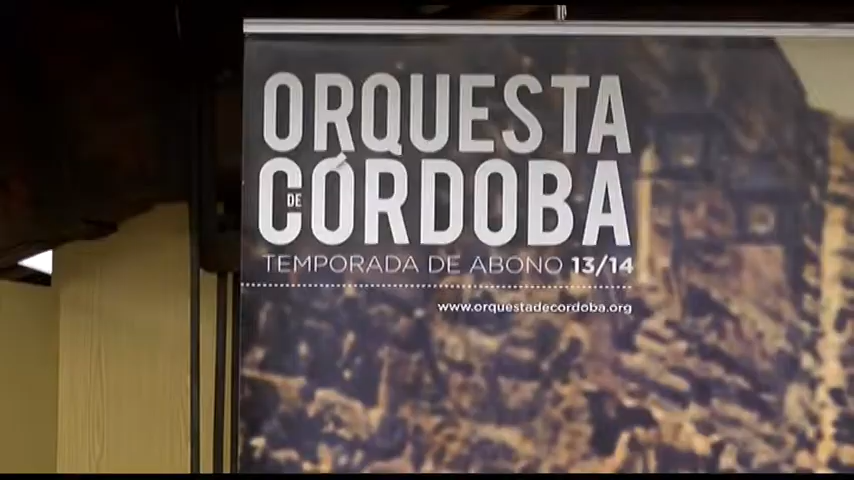 ORQUESTA
DE CÓRDOBA
TEMPORADA DE ABONO 13/14
www.orquestadecordoba.org